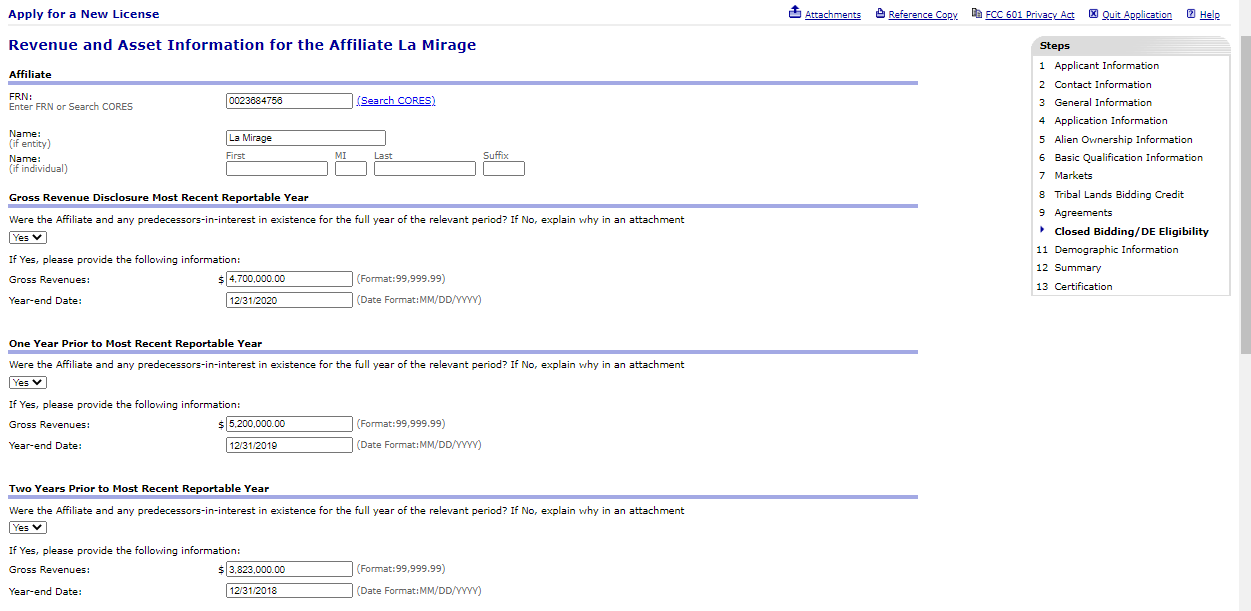 Apply for a New License
Attachments Reference Copy FCC 601 Privacy Act Quit Application Help
Revenue and Asset Information for the Affiliate La Mirage
Affiliate
FRN:
Enter FRN or Search CORES
0023684756 (Search CORES)
Name:
(if entity)
La Mirage
Name:
(if individual)
First MI Last Suffix
Gross Revenue Disclosure Most Recent Reportable Year
Were the Affiliate and any predecessors-in-interest in existence for the full year of the relevant period? If No, explain why in an attachment
Yes
If Yes, please provide the following information:
Gross Revenues: $ 4,700,000.00 (Format:99,999.99)
Year-end Date: 12/31/2020 (Date Format:MM/DD/YYYY)
One Year Prior to Most Recent Reportable Year
Were the Affiliate and any predecessors-in-interest in existence for the full year of the relevant period? If No, explain why in an attachment
Yes
If Yes, please provide the following information:
Gross Revenues: $ 5,200,000.00 (Format:99,999.99)
Year-end Date: 12/31/2019 (Date Format:MM/DD/YYYY)
Two Years Prior to Most Recent Reportable Year
Were the Affiliate and any predecessors-in-interest in existence for the full year of the relevant period? If No, explain why in an attachment
Yes
If Yes, please provide the following information:
Gross Revenues: $ 3,823,000.00 (Format:99,999.99)
Year-end Date: 12/31/2018 (Date Format:MM/DD/YYYY)
Steps
1 Applicant Information
2 Contact Information
3 General Information
4 Application Information
5 Alien Ownership Information
6 Basic Qualification Information
7 Markets
8 Tribal Lands Bidding Credit
9 Agreements
Closed Bidding/DE Eligibility
11 Demographic Information
12 Summary
13 Certification